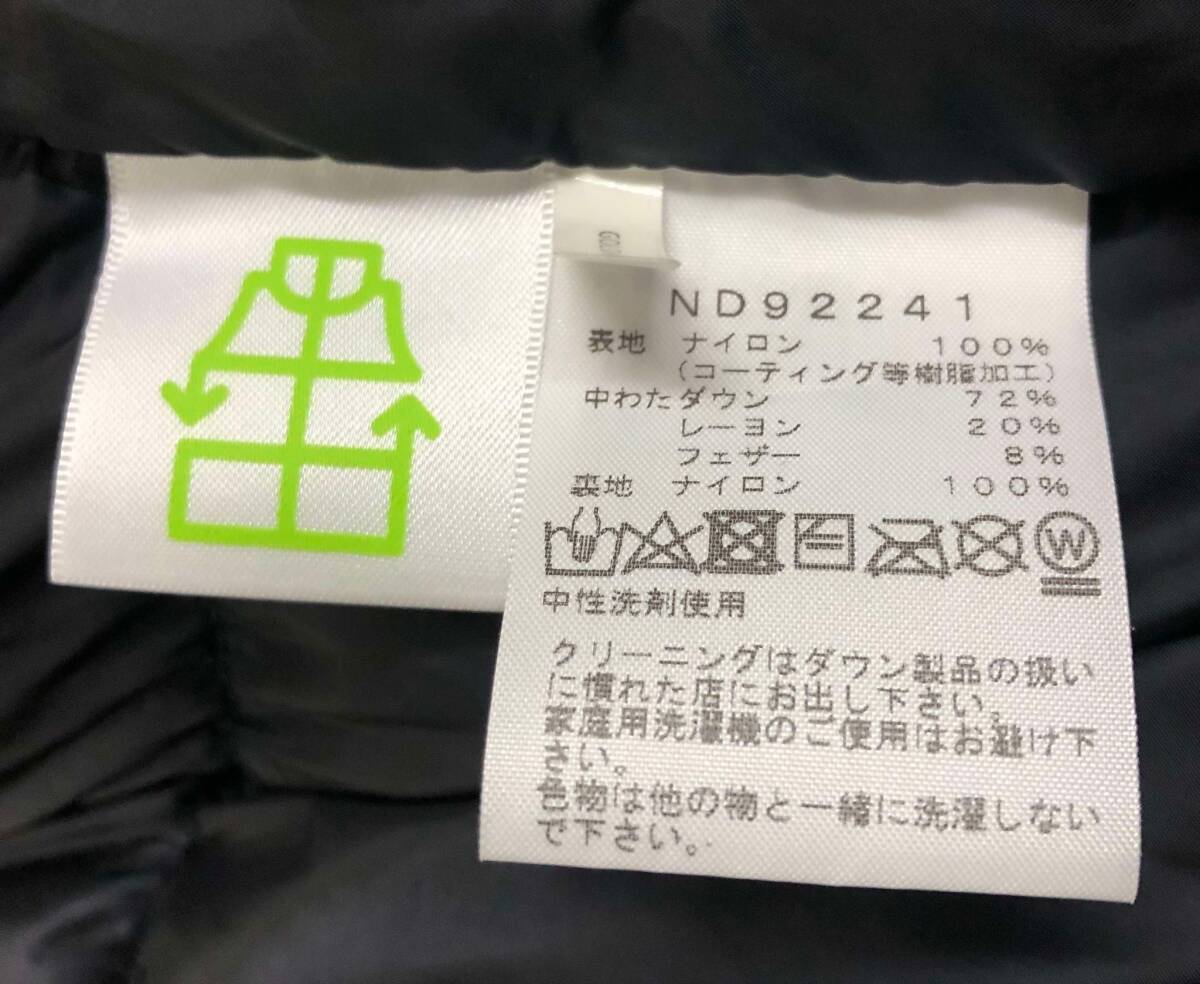 GOL
ND92241
表地 ナイロン 100%
(コーティング等樹脂加工)
中わたダウン 72%
レーヨン 20%
フェザー 8%
裏地 ナイロン 100%
W
中性洗剤使用
クリーニングはダウン製品の扱い
に慣れた店にお出し下さい。
家庭用洗濯機のご使用はお避け下
さい。
色物は他の物と一緒に洗濯しない
で下さい。